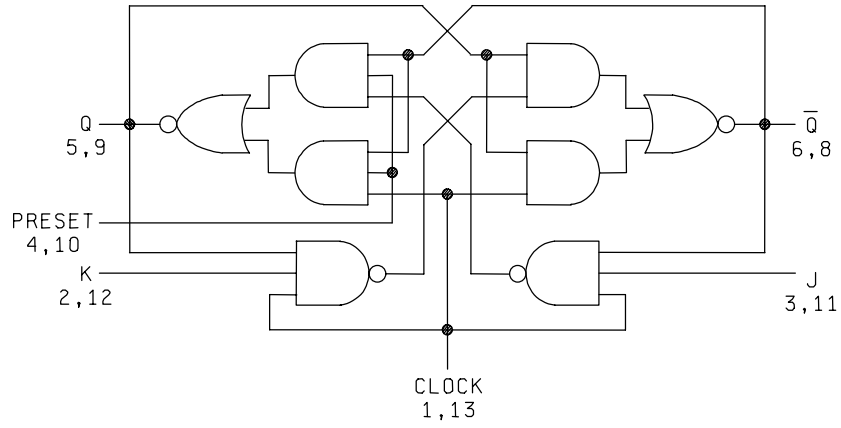 Q
5,9
Q̅
6,8
PRESET
4,10
K
2,12
J
3,11
CLOCK
1,13